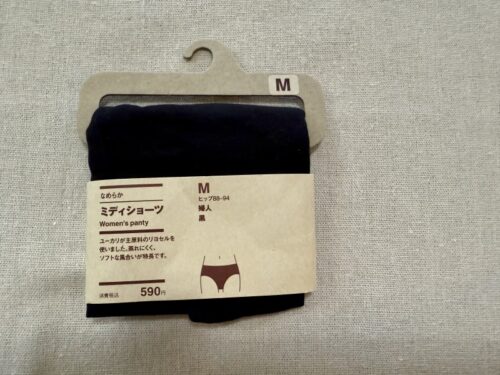 M
なめらか
ミディショーツ
Women's panty
ユーカリが主原料のリヨセルを
使いました。蒸れにくく、
ソフトな風合いが特長です。
消費税込 590円
M
ヒップ88-94
婦人
黒